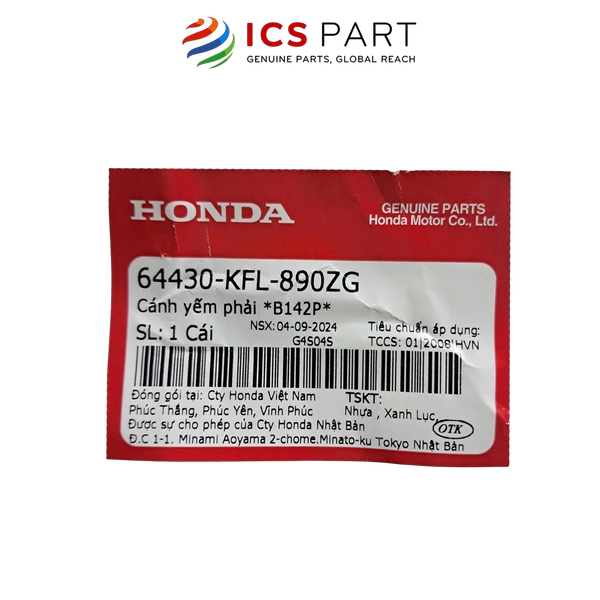 ICS PART
GENUINE PARTS, GLOBAL REACH
HONDA
GENUINE PARTS
Honda Motor Co., Ltd.
64430-KFL-890ZG
Cánh yếm phải *B142P*
SL: 1 Cái
NSX: 04-09-2024
G4S04S
Tiêu chuẩn áp dụng:
TCCS: 01|2008|HVN
Đóng gói tại: Cty Honda Việt Nam
Phúc Thắng, Phúc Yên, Vĩnh Phúc
TSKT:
Nhựa , Xanh Lục,
Được sự cho phép của Cty Honda Nhật Bản
OTK
Đ.C 1-1. Minami Aoyama 2-chome.Minato-ku Tokyo Nhật Bản